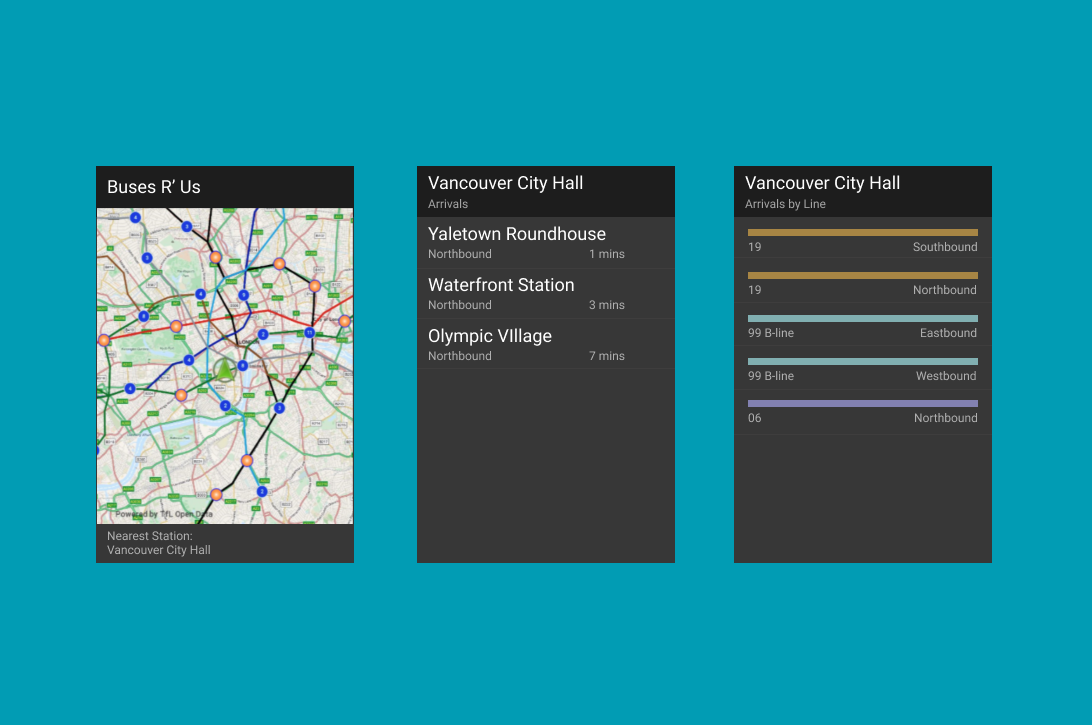 Buses R’ Us
Powered by TfL Open Data
Nearest Station:
Vancouver City Hall
Vancouver City Hall
Arrivals
Yaletown Roundhouse
Northbound 1 mins
Waterfront Station
Northbound 3 mins
Olympic VIllage
Northbound 7 mins
Vancouver City Hall
Arrivals by Line
19 Southbound
19 Northbound
99 B-line Eastbound
99 B-line Westbound
06 Northbound